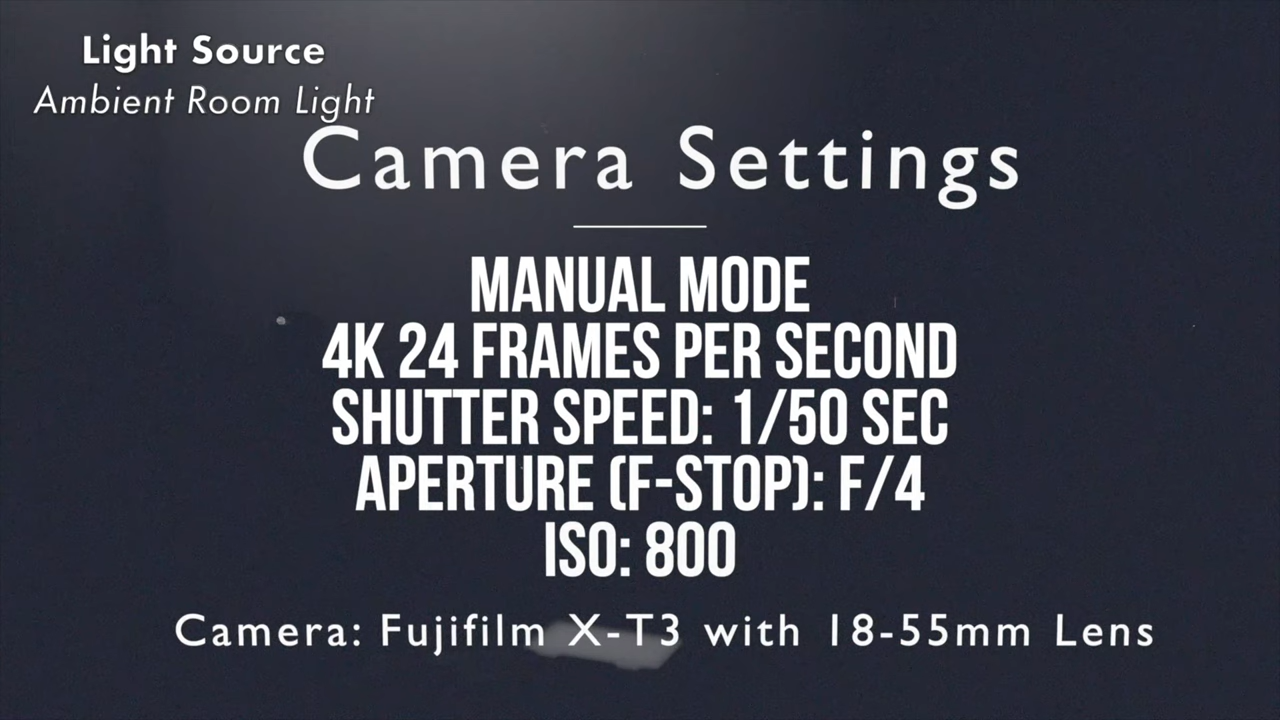 Light Source
Ambient Room Light
Camera Settings
MANUAL MODE
4K 24 FRAMES PER SECOND
SHUTTER SPEED: 1/50 SEC
APERTURE (F-STOP): F/4
ISO: 800
Camera: Fujifilm X-T3 with 18-55mm Lens